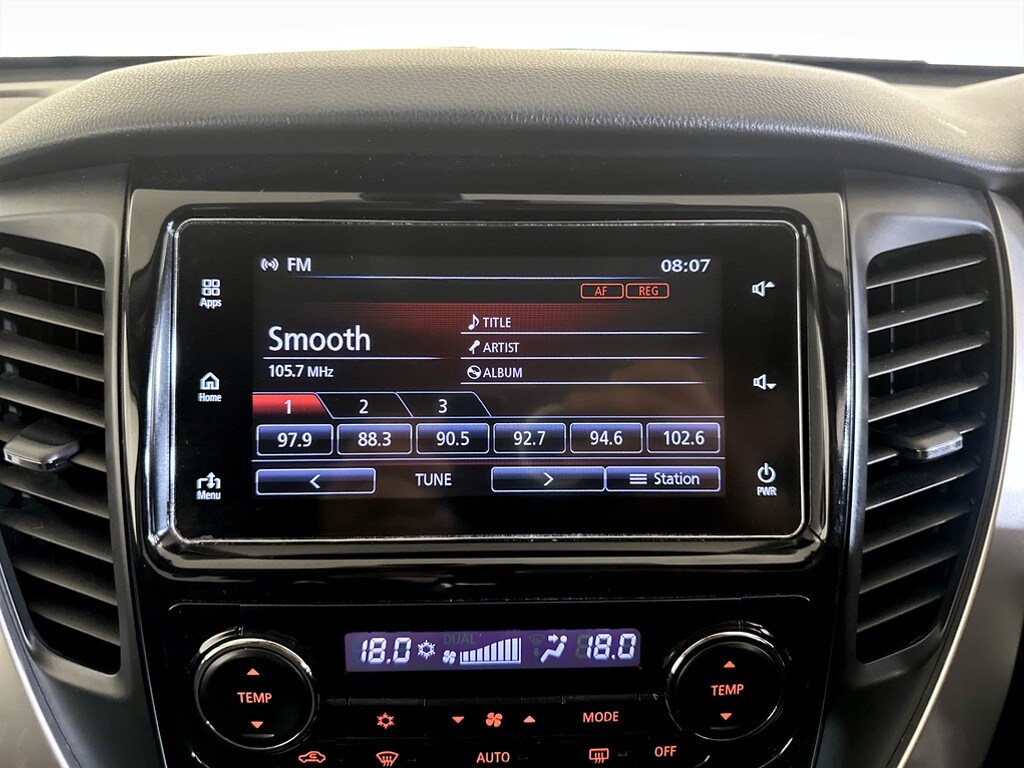 FM 08:07
Apps
AF REG
TITLE
Smooth
ARTIST
105.7 MHz
ALBUM
Home
1 2 3
97.9 88.3 90.5 92.7 94.6 102.6
< TUNE > Station
Menu
PWR
18.0 DUAL 18.0
TEMP TEMP
MODE
AUTO OFF